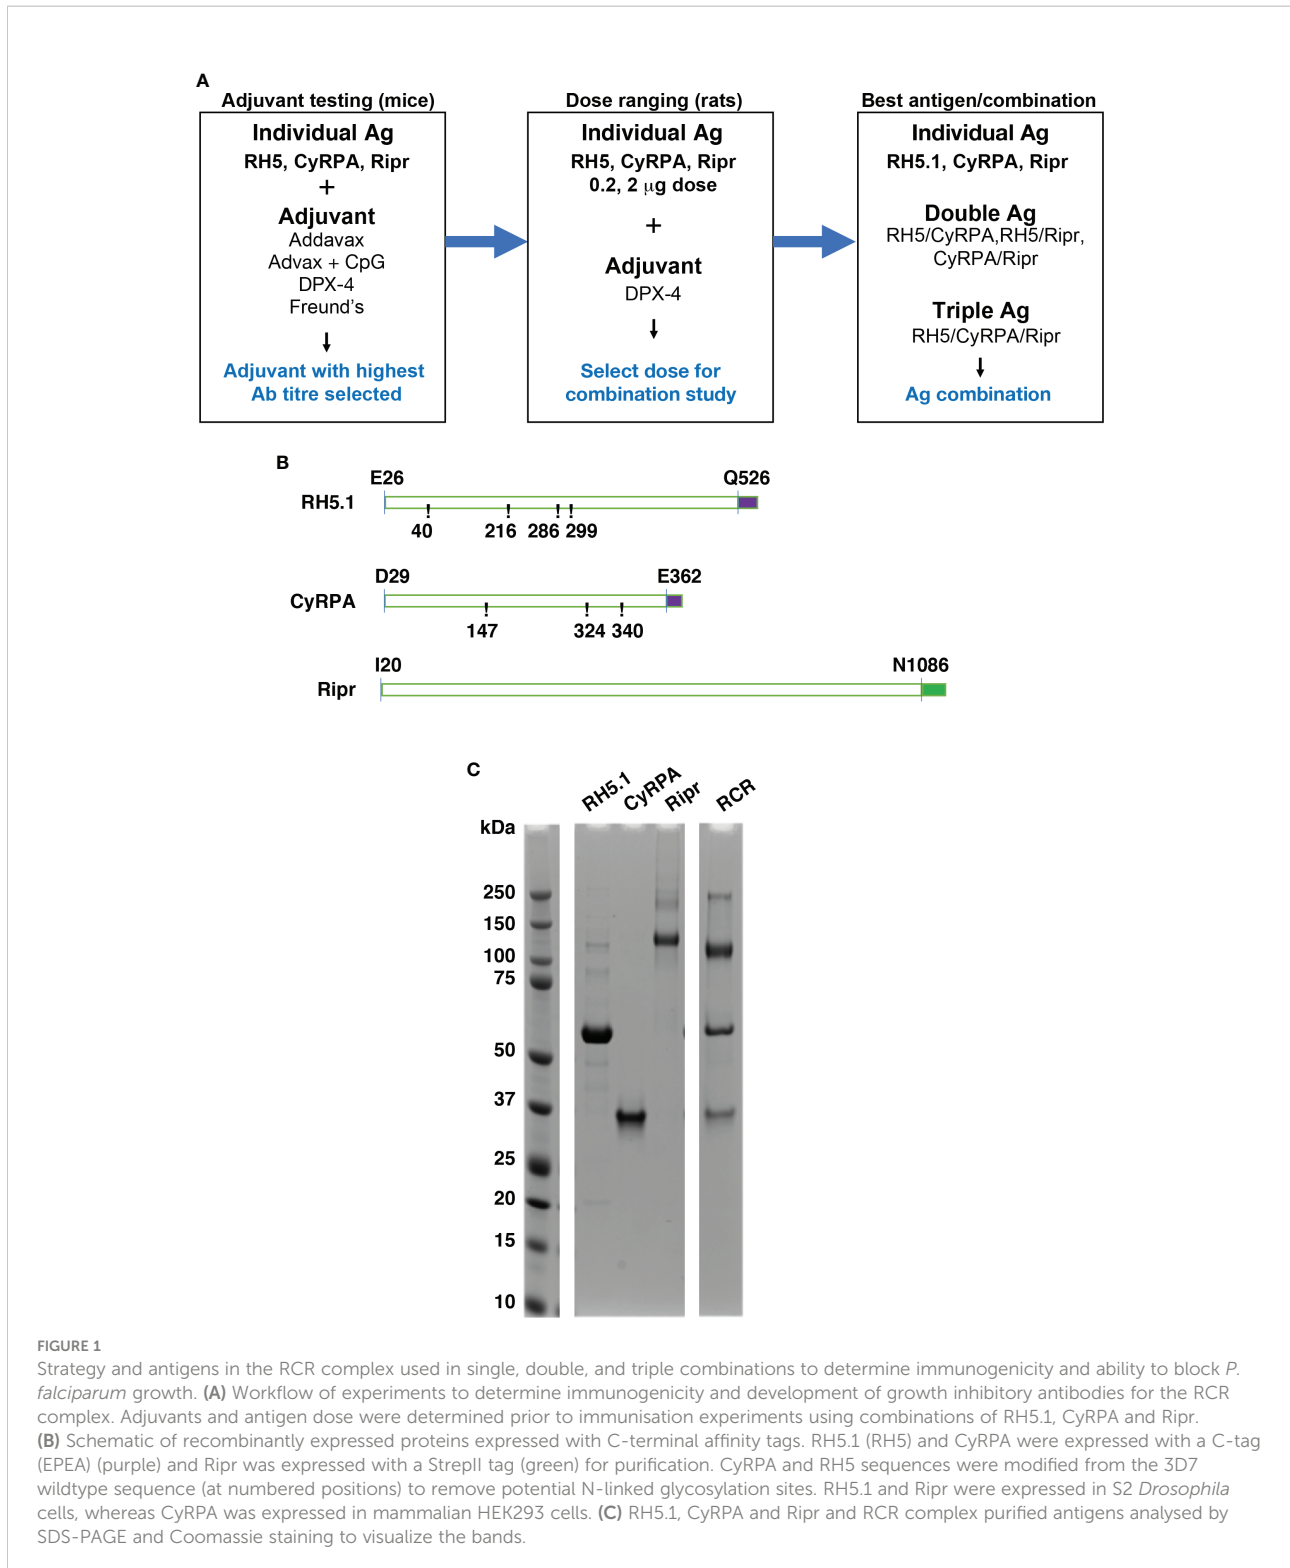 A
Adjuvant testing (mice)
Individual Ag
RH5, CyRPA, Ripr
+
Adjuvant
Addavax
Advax + CpG
DPX-4
Freund's
Adjuvant with highest
Ab titre selected
Dose ranging (rats)
Individual Ag
RH5, CyRPA, Ripr
0.2, 2 μg dose
+
Adjuvant
DPX-4
Select dose for
combination study
Best antigen/combination
Individual Ag
RH5.1, CyRPA, Ripr
Double Ag
RH5/CyRPA,RH5/Ripr,
CyRPA/Ripr
Triple Ag
RH5/CyRPA/Ripr
Ag combination
B
E26 Q526
RH5.1
40 216 286 299
D29 E362
CyRPA
147 324 340
I20 N1086
Ripr
C
RH5.1 CyRPA Ripr RCR
kDa
250
150
100
75
50
37
25
20
15
10
FIGURE 1
Strategy and antigens in the RCR complex used in single, double, and triple combinations to determine immunogenicity and ability to block P.
falciparum growth. (A) Workflow of experiments to determine immunogenicity and development of growth inhibitory antibodies for the RCR
complex. Adjuvants and antigen dose were determined prior to immunisation experiments using combinations of RH5.1, CyRPA and Ripr.
(B) Schematic of recombinantly expressed proteins expressed with C-terminal affinity tags. RH5.1 (RH5) and CyRPA were expressed with a C-tag
(EPEA) (purple) and Ripr was expressed with a StrepII tag (green) for purification. CyRPA and RH5 sequences were modified from the 3D7
wildtype sequence (at numbered positions) to remove potential N-linked glycosylation sites. RH5.1 and Ripr were expressed in S2 Drosophila
cells, whereas CyRPA was expressed in mammalian HEK293 cells. (C) RH5.1, CyRPA and Ripr and RCR complex purified antigens analysed by
SDS-PAGE and Coomassie staining to visualize the bands.